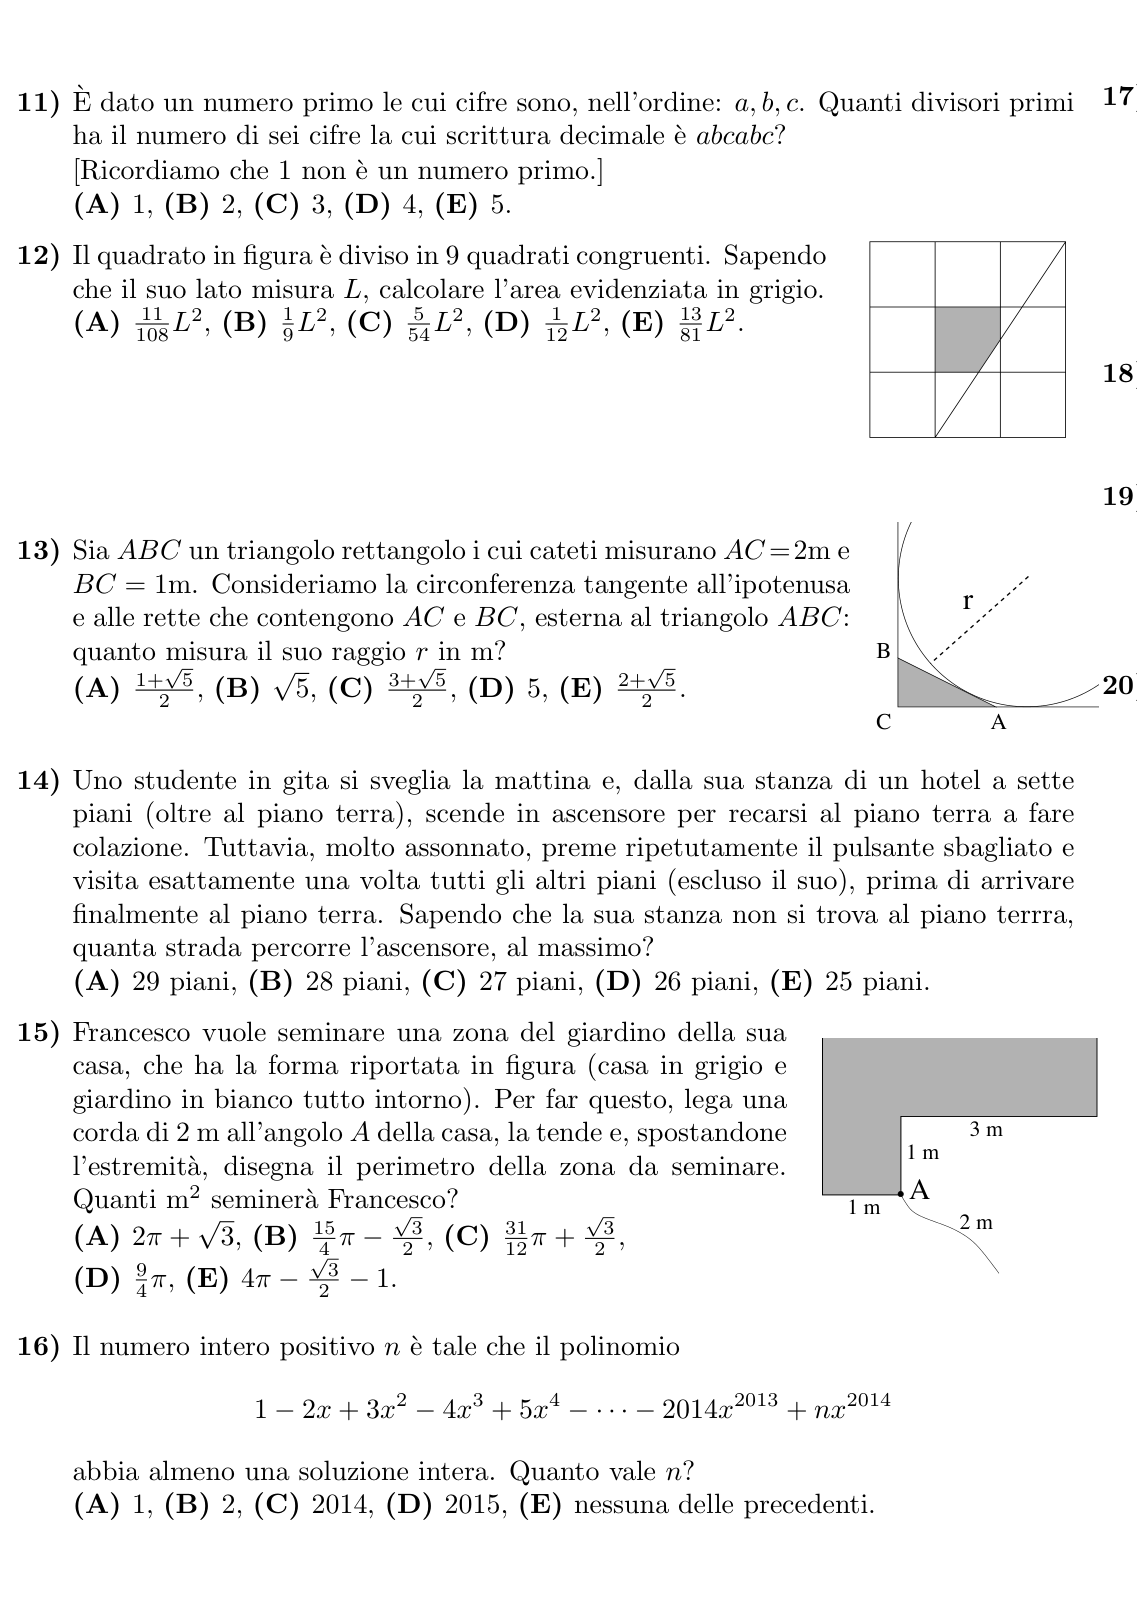 11) È dato un numero primo le cui cifre sono, nell'ordine: a, b, c. Quanti divisori primi
ha il numero di sei cifre la cui scrittura decimale è abcabc?
[Ricordiamo che 1 non è un numero primo.]
(A) 1, (B) 2, (C) 3, (D) 4, (E) 5.
12) Il quadrato in figura è diviso in 9 quadrati congruenti. Sapendo
che il suo lato misura L, calcolare l'area evidenziata in grigio.
(A) 11/108 L², (B) 1/9 L², (C) 5/54 L², (D) 1/12 L², (E) 13/81 L².
13) Sia ABC un triangolo rettangolo i cui cateti misurano AC = 2m e
BC = 1m. Consideriamo la circonferenza tangente all'ipotenusa
e alle rette che contengono AC e BC, esterna al triangolo ABC:
quanto misura il suo raggio r in m?
(A) (1+√5)/2, (B) √5, (C) (3+√5)/2, (D) 5, (E) (2+√5)/2.
r
B
C
A
14) Uno studente in gita si sveglia la mattina e, dalla sua stanza di un hotel a sette
piani (oltre al piano terra), scende in ascensore per recarsi al piano terra a fare
colazione. Tuttavia, molto assonnato, preme ripetutamente il pulsante sbagliato e
visita esattamente una volta tutti gli altri piani (escluso il suo), prima di arrivare
finalmente al piano terra. Sapendo che la sua stanza non si trova al piano terrra,
quanta strada percorre l'ascensore, al massimo?
(A) 29 piani, (B) 28 piani, (C) 27 piani, (D) 26 piani, (E) 25 piani.
15) Francesco vuole seminare una zona del giardino della sua
casa, che ha la forma riportata in figura (casa in grigio e
giardino in bianco tutto intorno). Per far questo, lega una
corda di 2 m all'angolo A della casa, la tende e, spostandone
l'estremità, disegna il perimetro della zona da seminare.
Quanti m² seminerà Francesco?
(A) 2π + √3, (B) 15/4 π − √3/2, (C) 31/12 π + √3/2,
(D) 9/4 π, (E) 4π − √3/2 − 1.
3 m
1 m
A
1 m
2 m
16) Il numero intero positivo n è tale che il polinomio
1 − 2x + 3x² − 4x³ + 5x⁴ − · · · − 2014x²⁰¹³ + nx²⁰¹⁴
abbia almeno una soluzione intera. Quanto vale n?
(A) 1, (B) 2, (C) 2014, (D) 2015, (E) nessuna delle precedenti.
17)
18)
19)
20)